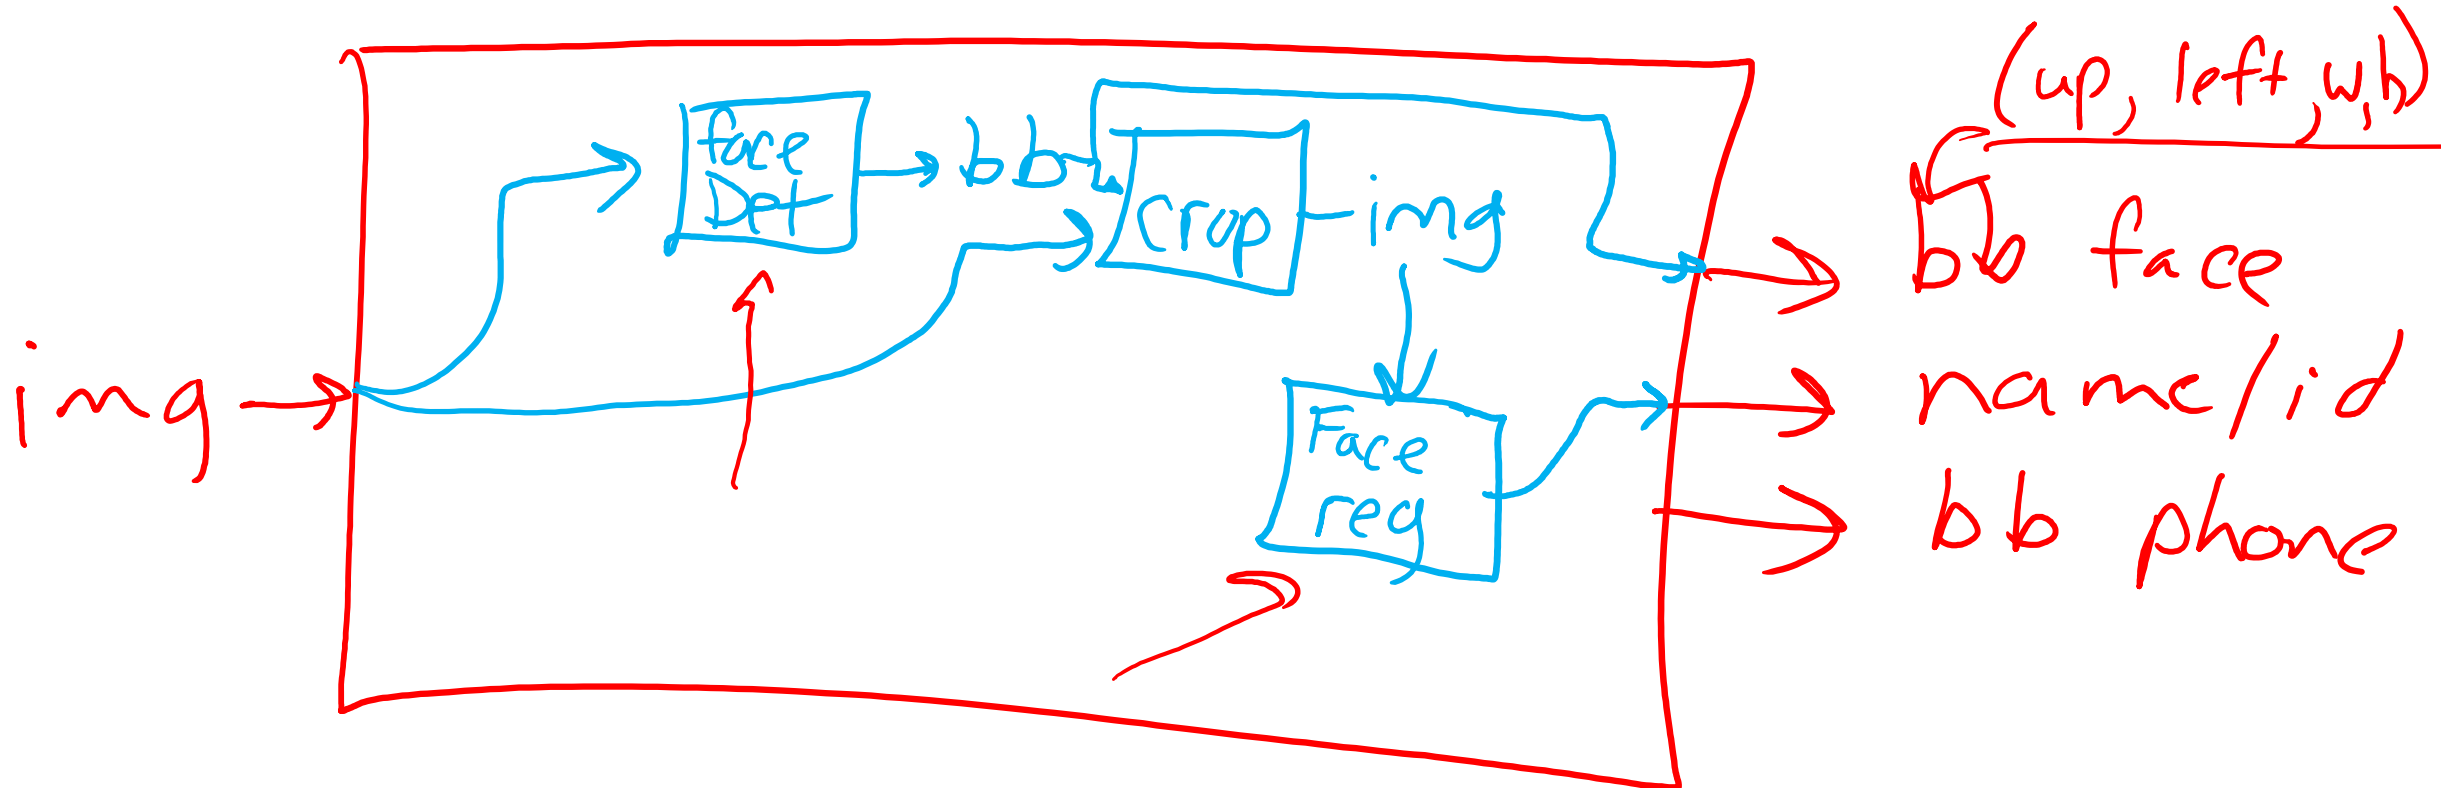 (up, left, w, h)
face
Det
bb
crop
img
bb face
img
name/id
Face
reg
bb phone